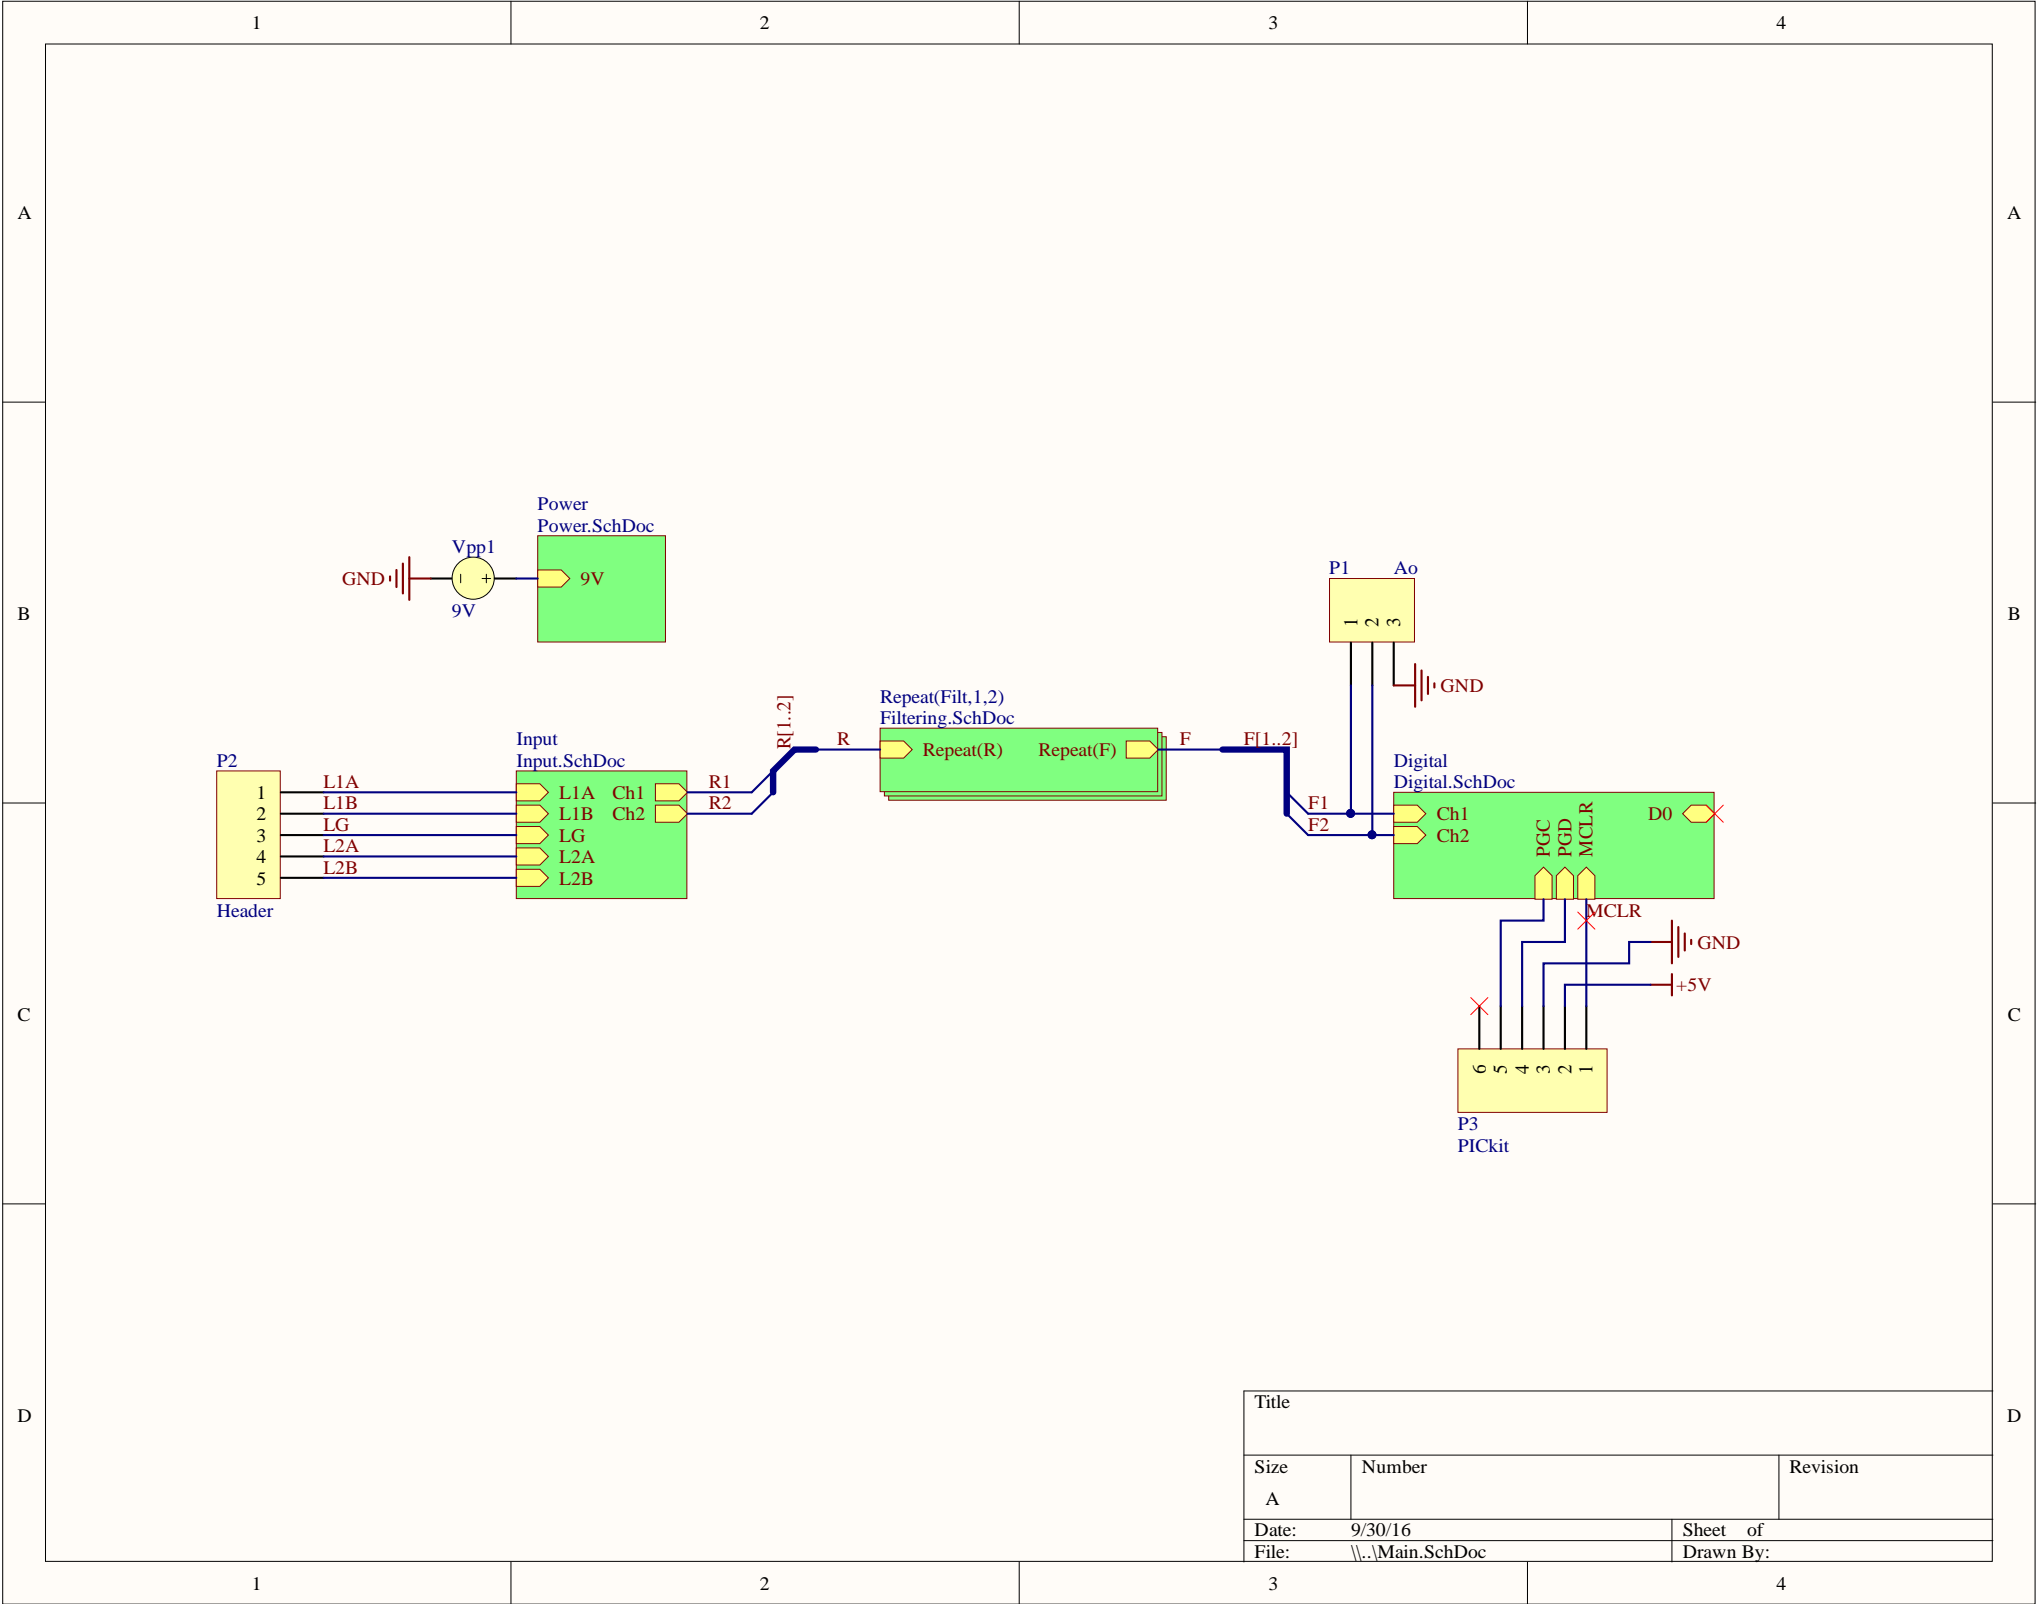 1 2 3 4
A A
Power
Power.SchDoc
Vpp1
GND - + 9V
9V
P1 Ao
B B
1 2 3
GND
R[1..2]
Repeat(Filt,1,2)
Filtering.SchDoc
R Repeat(R) Repeat(F) F F[1..2]
Input
Input.SchDoc
P2
Digital
Digital.SchDoc
1 L1A L1A Ch1 R1
2 L1B L1B Ch2 R2
3 LG LG
4 L2A L2A
5 L2B L2B
Header
F1 Ch1 D0
F2 Ch2
PGC PGD MCLR
MCLR
GND
+5V
C C
6 5 4 3 2 1
P3
PICkit
Title
D D
Size Number Revision
A
Date: 9/30/16 Sheet of
File: \\..\Main.SchDoc Drawn By:
1 2 3 4